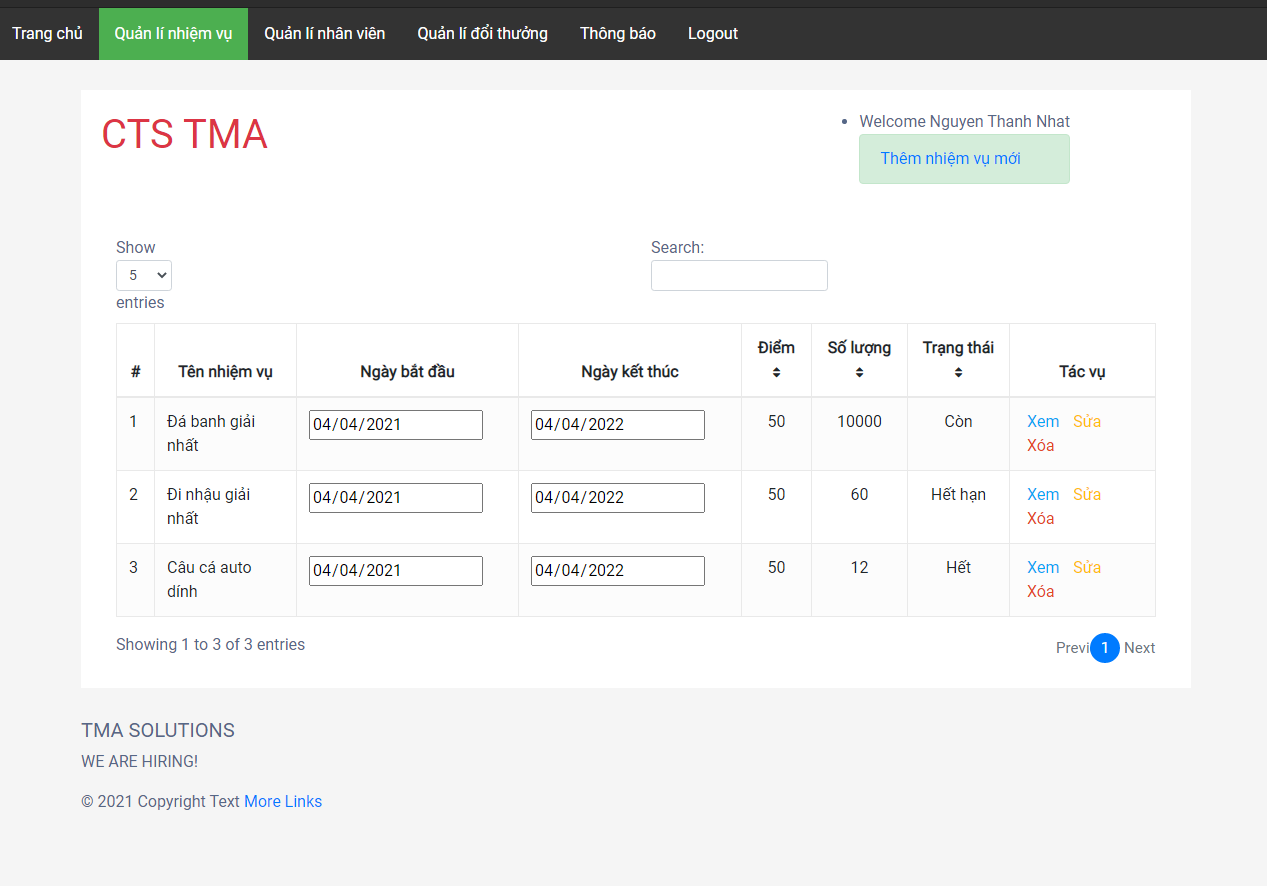 Trang chủ Quản lí nhiệm vụ Quản lí nhân viên Quản lí đổi thưởng Thông báo Logout
CTS TMA
Welcome Nguyen Thanh Nhat
Thêm nhiệm vụ mới
Show
5
entries
Search:
# Tên nhiệm vụ Ngày bắt đầu Ngày kết thúc Điểm Số lượng Trạng thái Tác vụ
1 Đá banh giải 04/04/2021 04/04/2022 50 10000 Còn Xem Sửa
nhất Xóa
2 Đi nhậu giải 04/04/2021 04/04/2022 50 60 Hết hạn Xem Sửa
nhất Xóa
3 Câu cá auto 04/04/2021 04/04/2022 50 12 Hết Xem Sửa
dính Xóa
Showing 1 to 3 of 3 entries
Previ 1 Next
TMA SOLUTIONS
WE ARE HIRING!
© 2021 Copyright Text More Links